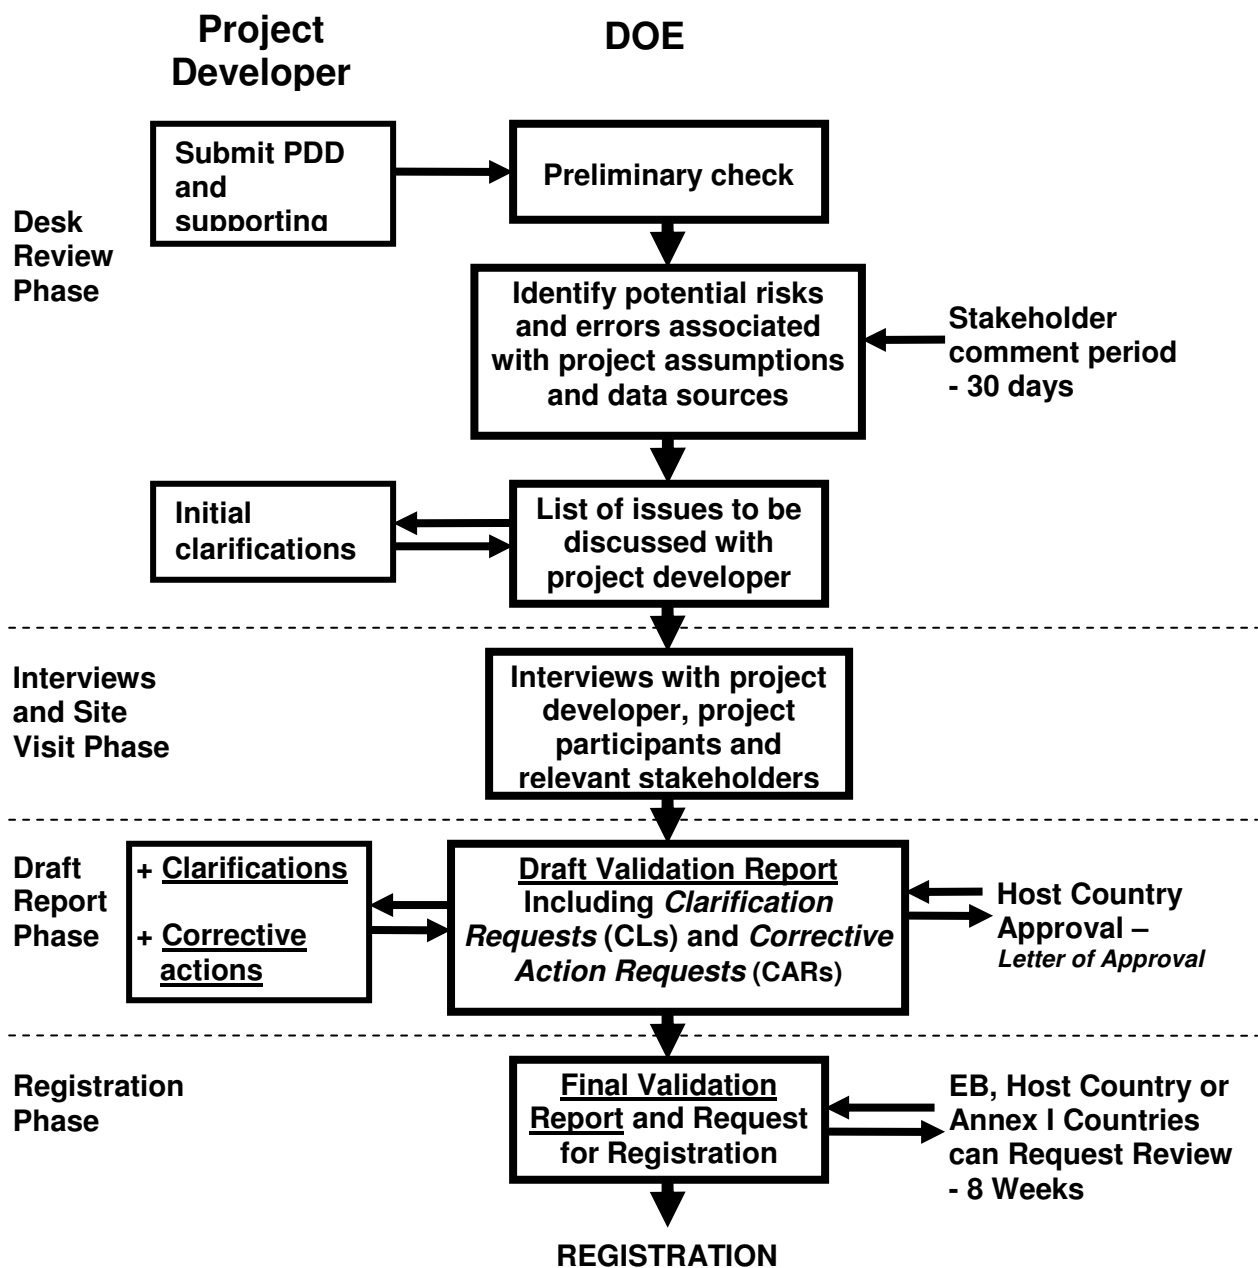 Project
Developer
DOE
Desk
Review
Phase
Submit PDD
and
supporting
Preliminary check
Identify potential risks
and errors associated
with project assumptions
and data sources
Stakeholder
comment period
- 30 days
Initial
clarifications
List of issues to be
discussed with
project developer
Interviews
and Site
Visit Phase
Interviews with project
developer, project
participants and
relevant stakeholders
Draft
Report
Phase
+ Clarifications
+ Corrective
actions
Draft Validation Report
Including Clarification
Requests (CLs) and Corrective
Action Requests (CARs)
Host Country
Approval –
Letter of Approval
Registration
Phase
Final Validation
Report and Request
for Registration
EB, Host Country or
Annex I Countries
can Request Review
- 8 Weeks
REGISTRATION